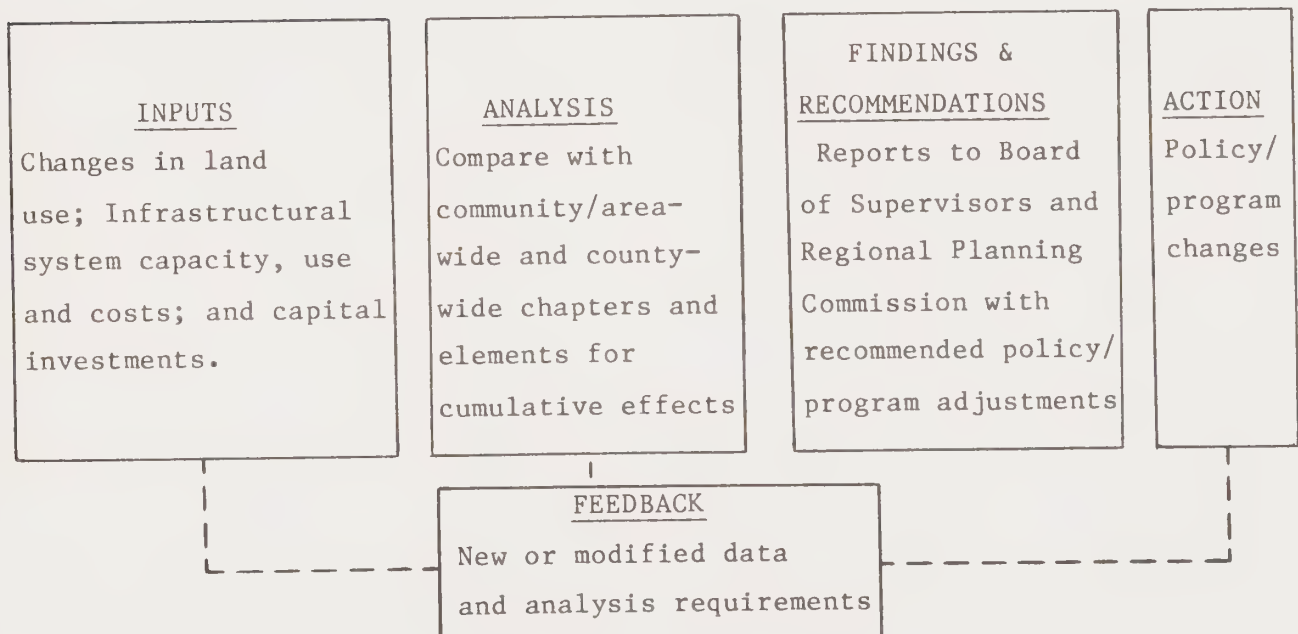 INPUTS
Changes in land
use; Infrastructural
system capacity, use
and costs; and capital
investments.
ANALYSIS
Compare with
community/area-
wide and county-
wide chapters and
elements for
cumulative effects
FINDINGS &
RECOMMENDATIONS
Reports to Board
of Supervisors and
Regional Planning
Commission with
recommended policy/
program adjustments
ACTION
Policy/
program
changes
FEEDBACK
New or modified data
and analysis requirements